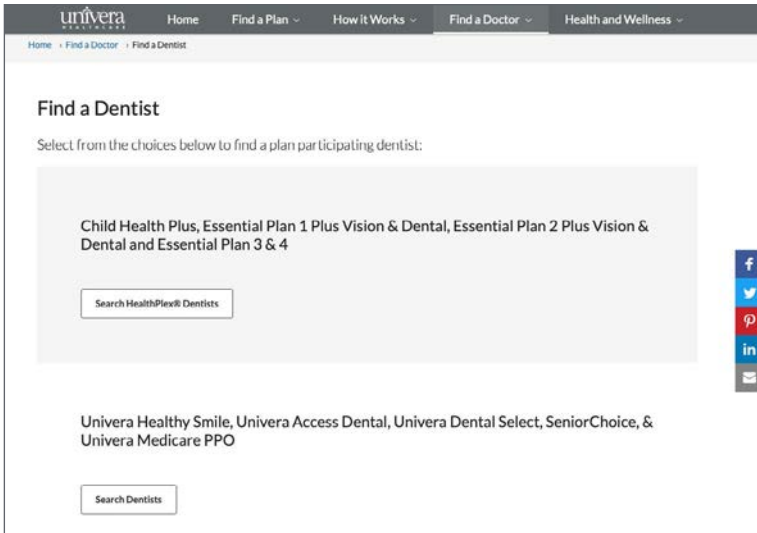 univera
HEALTHCARE
Home Find a Plan How it Works Find a Doctor Health and Wellness
Home › Find a Doctor › Find a Dentist
Find a Dentist
Select from the choices below to find a plan participating dentist:
Child Health Plus, Essential Plan 1 Plus Vision & Dental, Essential Plan 2 Plus Vision &
Dental and Essential Plan 3 & 4
Search HealthPlex® Dentists
Univera Healthy Smile, Univera Access Dental, Univera Dental Select, SeniorChoice, &
Univera Medicare PPO
Search Dentists